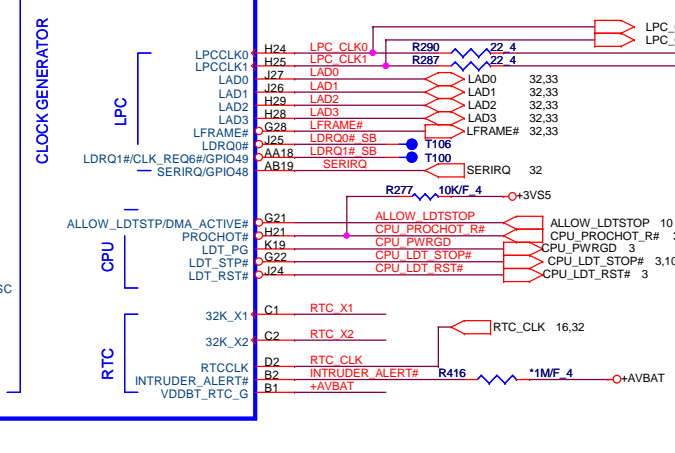 CLOCK GENERATOR
LPC
LPCCLK0 H24 LPC_CLK0 R290 22_4 LPC_
LPCCLK1 H25 LPC_CLK1 R287 22_4 LPC_
LAD0 J27 LAD0 LAD0 32,33
LAD1 J26 LAD1 LAD1 32,33
LAD2 H29 LAD2 LAD2 32,33
LAD3 H28 LAD3 LAD3 32,33
LFRAME# G28 LFRAME# LFRAME# 32,33
LDRQ0# J25 LDRQ0#_SB T106
LDRQ1#/CLK_REQ6#/GPIO49 AA18 LDRQ1#_SB T100
SERIRQ/GPIO48 AB19 SERIRQ SERIRQ 32
R277 10K/F_4 +3VS5
CPU
ALLOW_LDTSTP/DMA_ACTIVE# G21 ALLOW_LDTSTOP ALLOW_LDTSTOP 10
PROCHOT# H21 CPU_PROCHOT_R# CPU_PROCHOT_R# 3
LDT_PG K19 CPU_PWRGD CPU_PWRGD 3
LDT_STP# G22 CPU_LDT_STOP# CPU_LDT_STOP# 3,10
LDT_RST# J24 CPU_LDT_RST# CPU_LDT_RST# 3
SC
RTC
32K_X1 C1 RTC_X1
RTC_CLK 16,32
32K_X2 C2 RTC_X2
RTCCLK D2 RTC_CLK
INTRUDER_ALERT# B2 INTRUDER_ALERT# R416 *1M/F_4 +AVBAT
VDDBT_RTC_G B1 +AVBAT